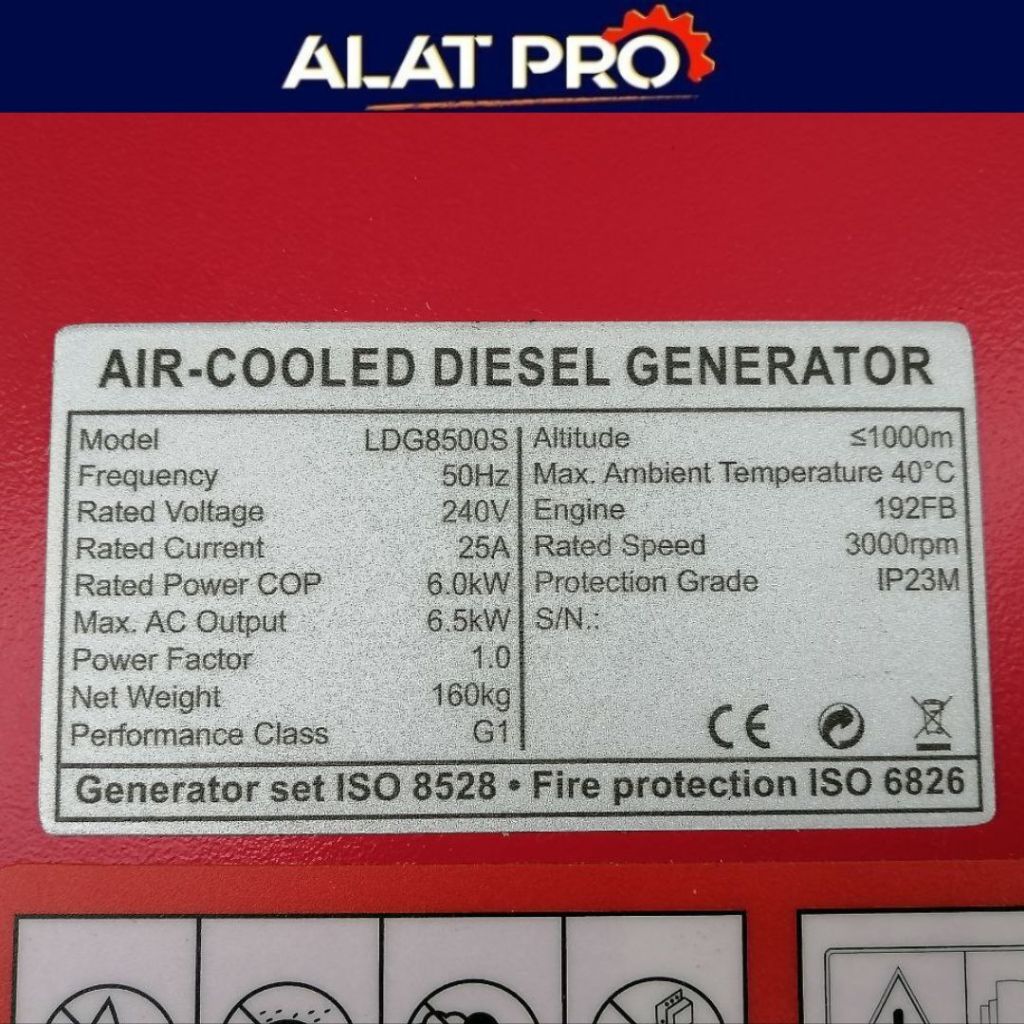 ALAT PRO
AIR-COOLED DIESEL GENERATOR
Model LDG8500S
Frequency 50Hz
Rated Voltage 240V
Rated Current 25A
Rated Power COP 6.0kW
Max. AC Output 6.5kW
Power Factor 1.0
Net Weight 160kg
Performance Class G1
Altitude ≤1000m
Max. Ambient Temperature 40°C
Engine 192FB
Rated Speed 3000rpm
Protection Grade IP23M
S/N.:
CE
Generator set ISO 8528 • Fire protection ISO 6826